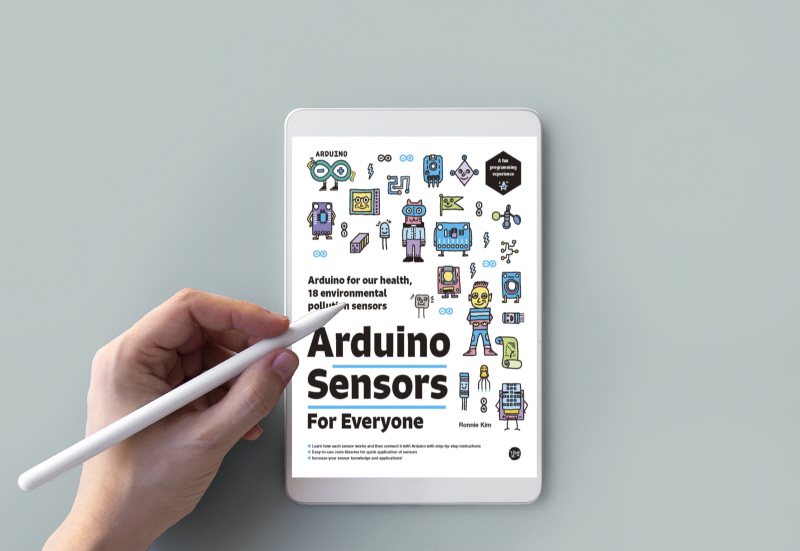 ARDUINO
A fun
programming
experience
Arduino for our health,
18 environmental
pollution sensors
Arduino
Sensors
For Everyone
Ronnie Kim
Learn how each sensor works and then connect it with Arduino with step-by-step instructions
Easy-to-use code libraries for quick application of sensors
Increase your sensor knowledge and applications!